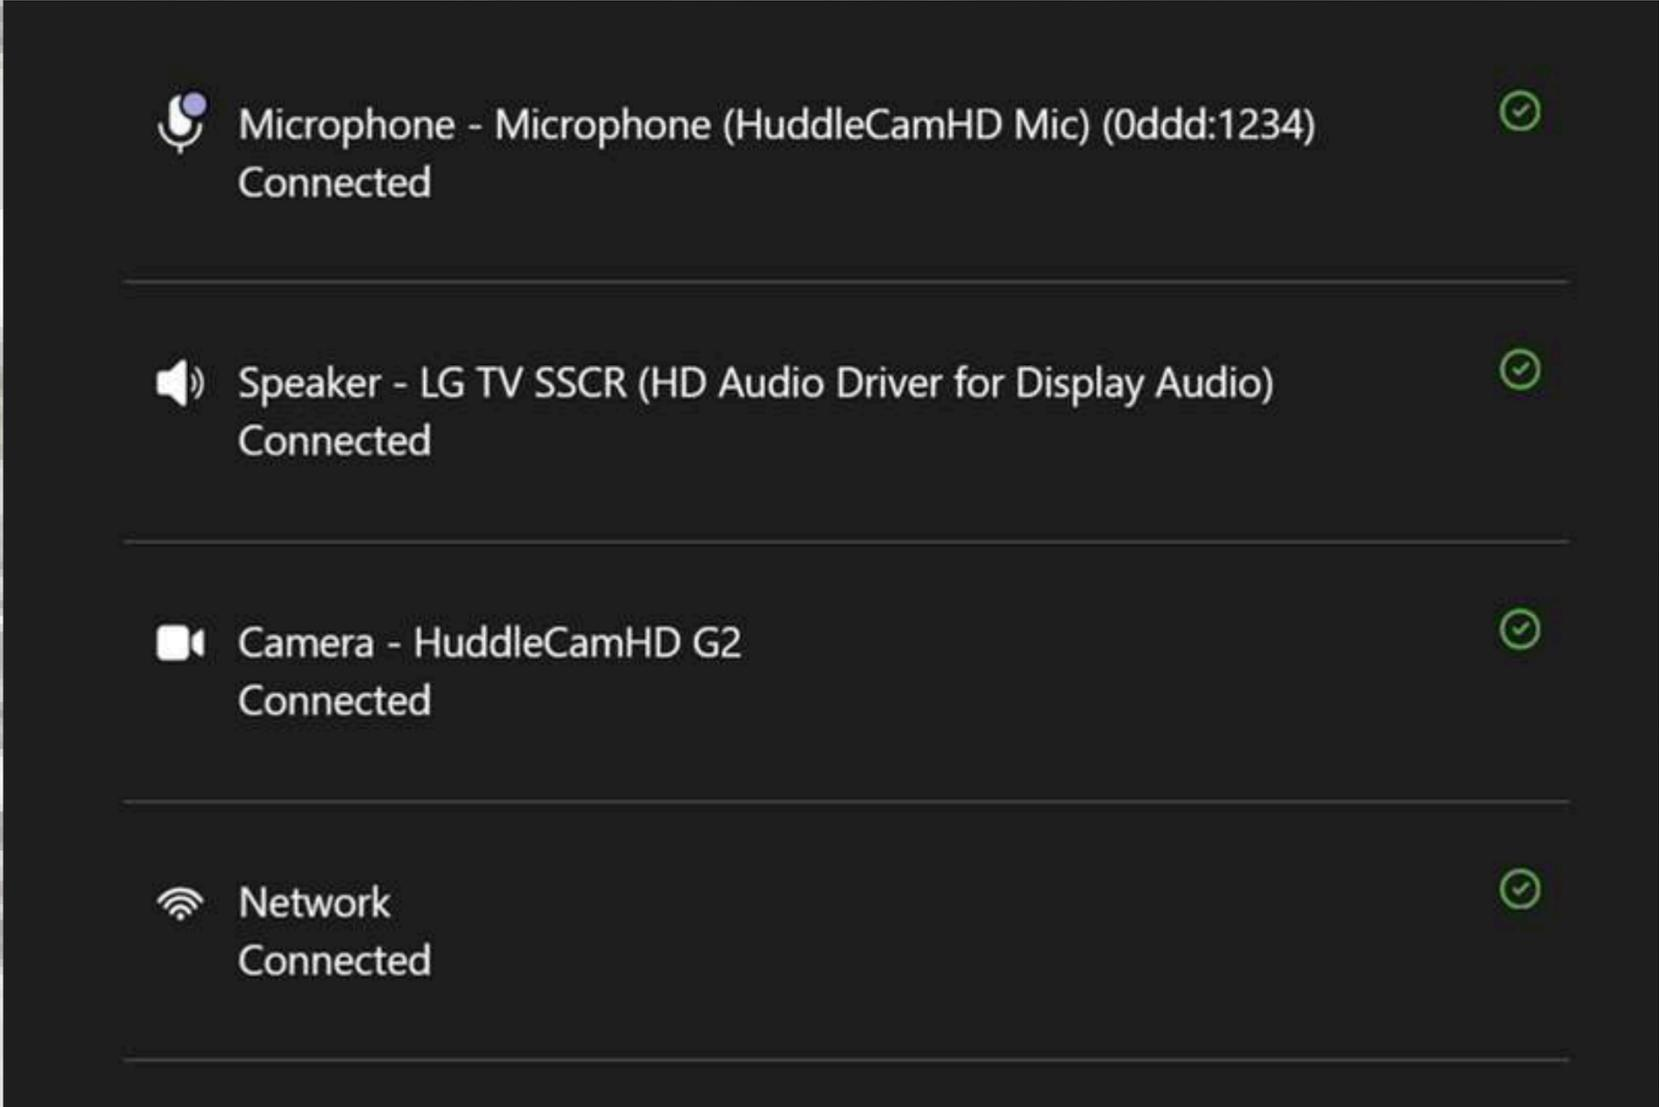 Microphone - Microphone (HuddleCamHD Mic) (0ddd:1234)
Connected
Speaker - LG TV SSCR (HD Audio Driver for Display Audio)
Connected
Camera - HuddleCamHD G2
Connected
Network
Connected